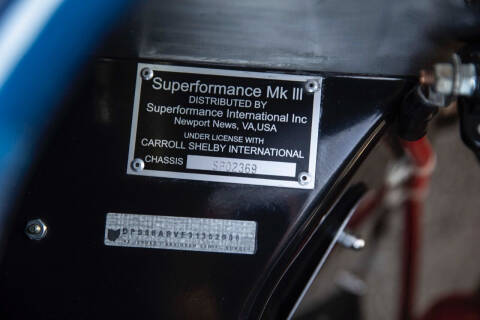 Superformance Mk III
DISTRIBUTED BY
Superformance International Inc
Newport News, VA,USA
UNDER LICENSE WITH
CARROLL SHELBY INTERNATIONAL
CHASSIS SP02369